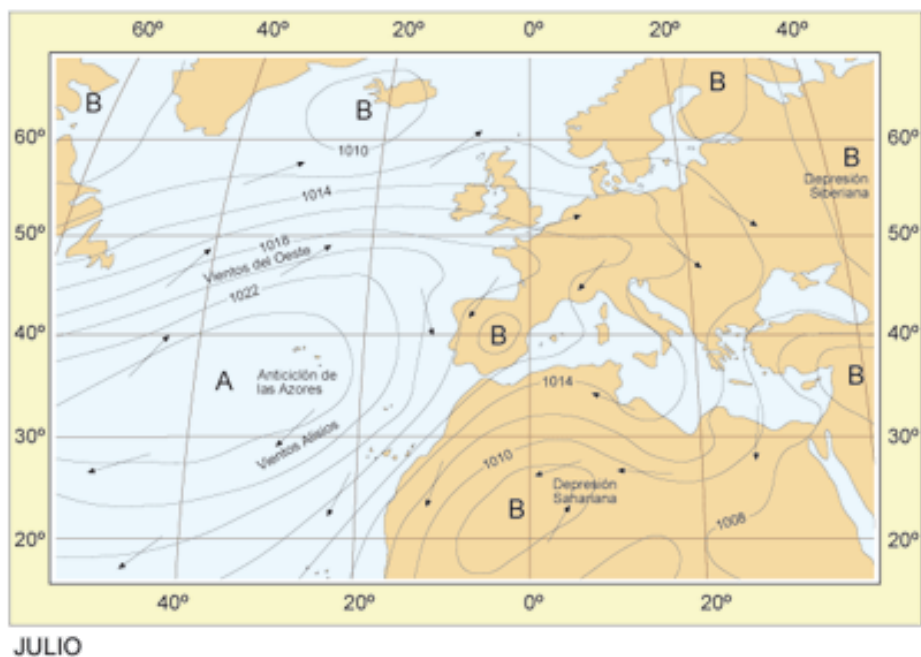 60º 40º 20º 0º 20º 40º
B
B
B
60º
60º
1010
B
Depresión
Siberiana
1014
50º
50º
1018
Vientos del Oeste
1022
40º
40º
B
A
Anticiclón de
las Azores
1014
B
30º
30º
Vientos Alisios
1010
Depresión
Sahariana
B
20º
20º
1008
40º 20º 0º 20º
JULIO